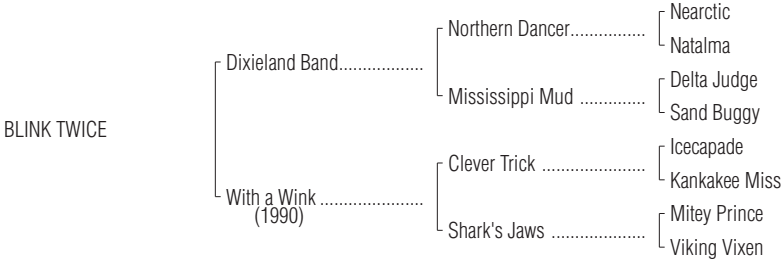 BLINK TWICE
Dixieland Band..................
Northern Dancer................
Nearctic
Natalma
Mississippi Mud ..............
Delta Judge
Sand Buggy
With a Wink ......................
(1990)
Clever Trick ......................
Icecapade
Kankakee Miss
Shark's Jaws ....................
Mitey Prince
Viking Vixen